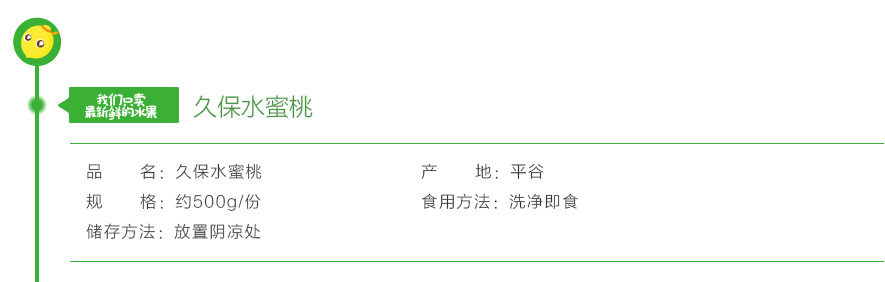 我们只卖
最新鲜的水果
久保水蜜桃
品 名：久保水蜜桃
产 地：平谷
规 格：约500g/份
食用方法：洗净即食
储存方法：放置阴凉处